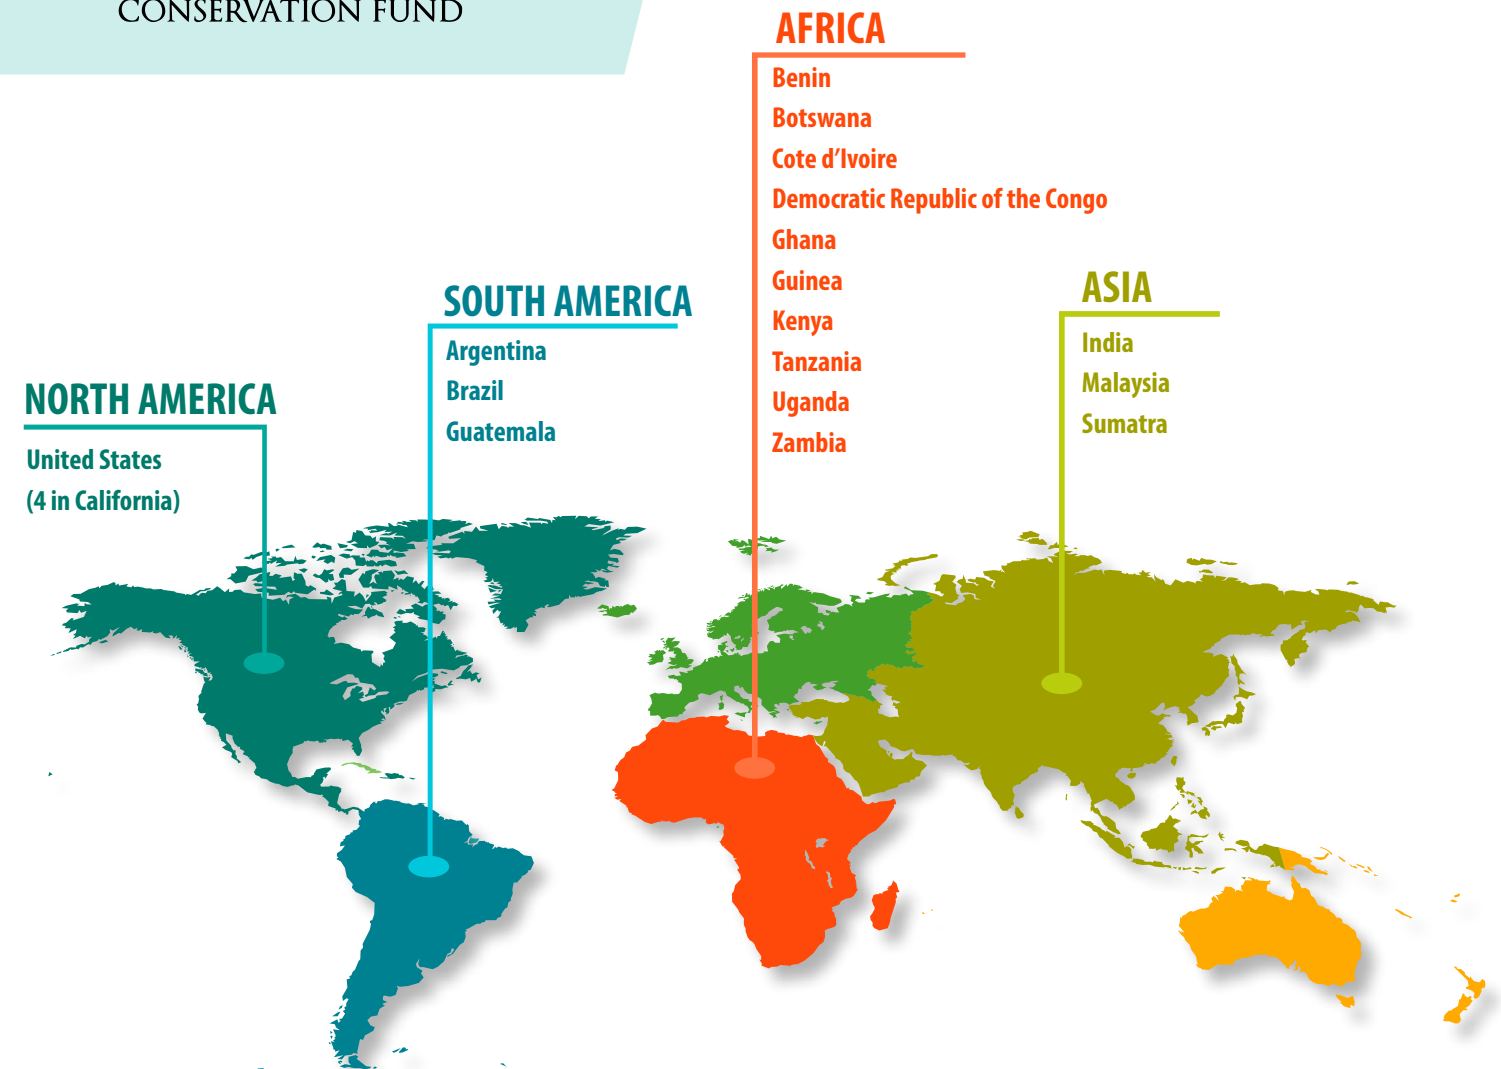 CONSERVATION FUND
AFRICA
Benin
Botswana
Cote d’Ivoire
Democratic Republic of the Congo
Ghana
Guinea
Kenya
Tanzania
Uganda
Zambia
ASIA
India
Malaysia
Sumatra
SOUTH AMERICA
Argentina
Brazil
Guatemala
NORTH AMERICA
United States
(4 in California)